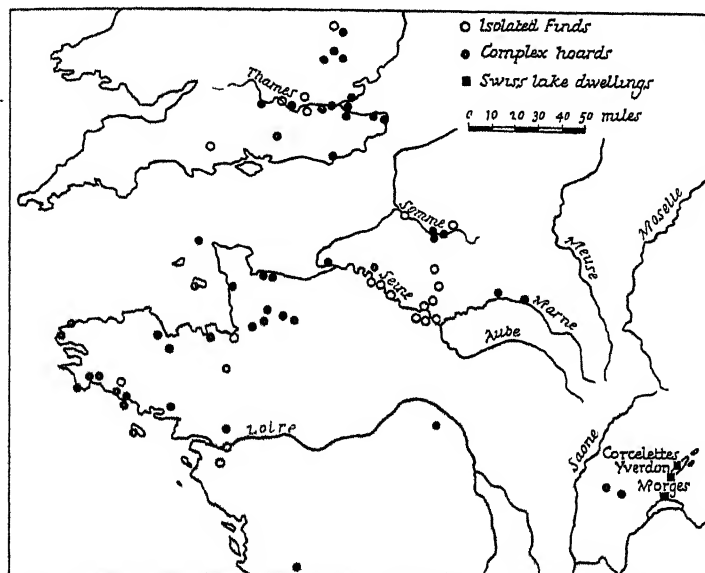 Isolated Finds
Complex hoards
Swiss lake dwellings
0 10 20 30 40 50 miles
Thames
Somme
Meuse
Moselle
Seine
Marne
Aube
Loire
Saone
Corcelettes
Yverdon
Morges